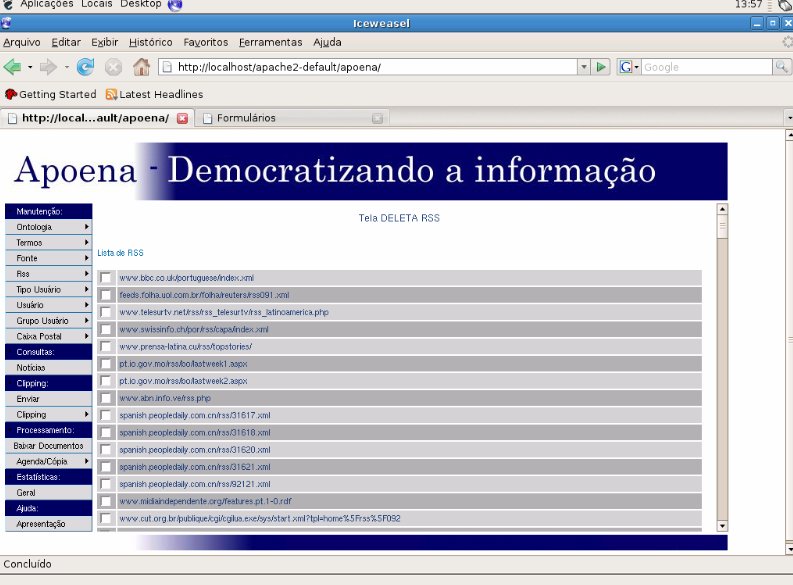 Aplicações Locais Desktop 13:57
Iceweasel
Arquivo Editar Exibir Histórico Favoritos Ferramentas Ajuda
http://localhost/apache2-default/apoena/ G Google
Getting Started Latest Headlines
http://local...ault/apoena/ Formulários
Apoena - Democratizando a informação
Manutenção:
Ontologia
Termos
Fonte
Rss
Tipo Usuário
Usuário
Grupo Usuário
Caixa Postal
Consultas:
Notícias
Clipping:
Enviar
Clipping
Processamento:
Baixar Documentos
Agenda/Cópia
Estatísticas:
Geral
Ajuda:
Apresentação
Tela DELETA RSS
Lista de RSS
www.bbc.co.uk/portuguese/index.xml
feeds.folha.uol.com.br/folha/reuters/rss091.xml
www.telesurtv.net/rss/rss_telesurtv/rss_latinoamerica.php
www.swissinfo.ch/por/rss/capa/index.xml
www.prensa-latina.cu/rss/topstories/
pt.io.gov.mo/rss/bo/lastweek1.aspx
pt.io.gov.mo/rss/bo/lastweek2.aspx
www.abn.info.ve/rss.php
spanish.peopledaily.com.cn/rss/31617.xml
spanish.peopledaily.com.cn/rss/31618.xml
spanish.peopledaily.com.cn/rss/31620.xml
spanish.peopledaily.com.cn/rss/31621.xml
spanish.peopledaily.com.cn/rss/92121.xml
www.midiaindependente.org/features.pt.1-0.rdf
www.cut.org.br/publique/cgi/cgilua.exe/sys/start.xml?tpl=home%5Frss%5F092
Concluído